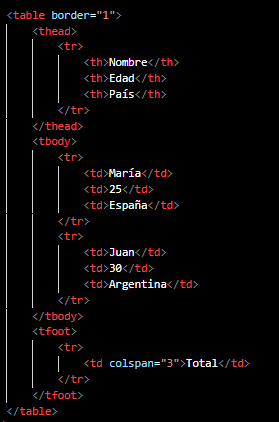 <table border="1">
    <thead>
        <tr>
            <th>Nombre</th>
            <th>Edad</th>
            <th>País</th>
        </tr>
    </thead>
    <tbody>
        <tr>
            <td>María</td>
            <td>25</td>
            <td>España</td>
        </tr>
        <tr>
            <td>Juan</td>
            <td>30</td>
            <td>Argentina</td>
        </tr>
    </tbody>
    <tfoot>
        <tr>
            <td colspan="3">Total</td>
        </tr>
    </tfoot>
</table>